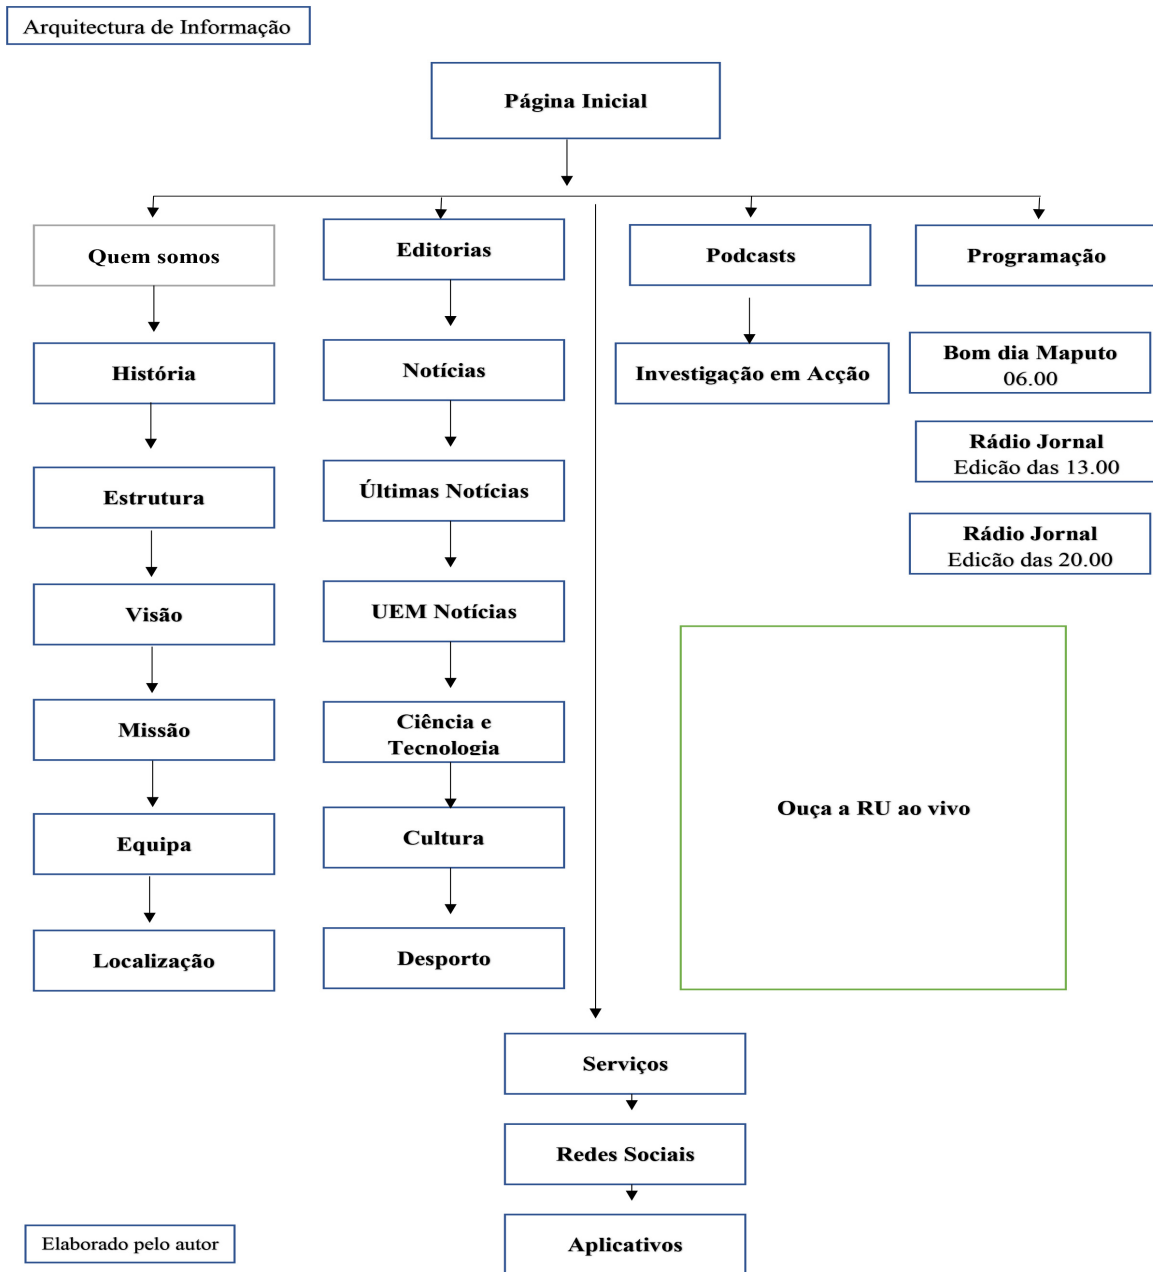 Arquitectura de Informação
Página Inicial
Quem somos
História
Estrutura
Visão
Missão
Equipa
Localização
Editorias
Notícias
Últimas Notícias
UEM Notícias
Ciência e
Tecnologia
Cultura
Desporto
Podcasts
Investigação em Acção
Programação
Bom dia Maputo
06.00
Rádio Jornal
Edição das 13.00
Rádio Jornal
Edição das 20.00
Ouça a RU ao vivo
Serviços
Redes Sociais
Aplicativos
Elaborado pelo autor